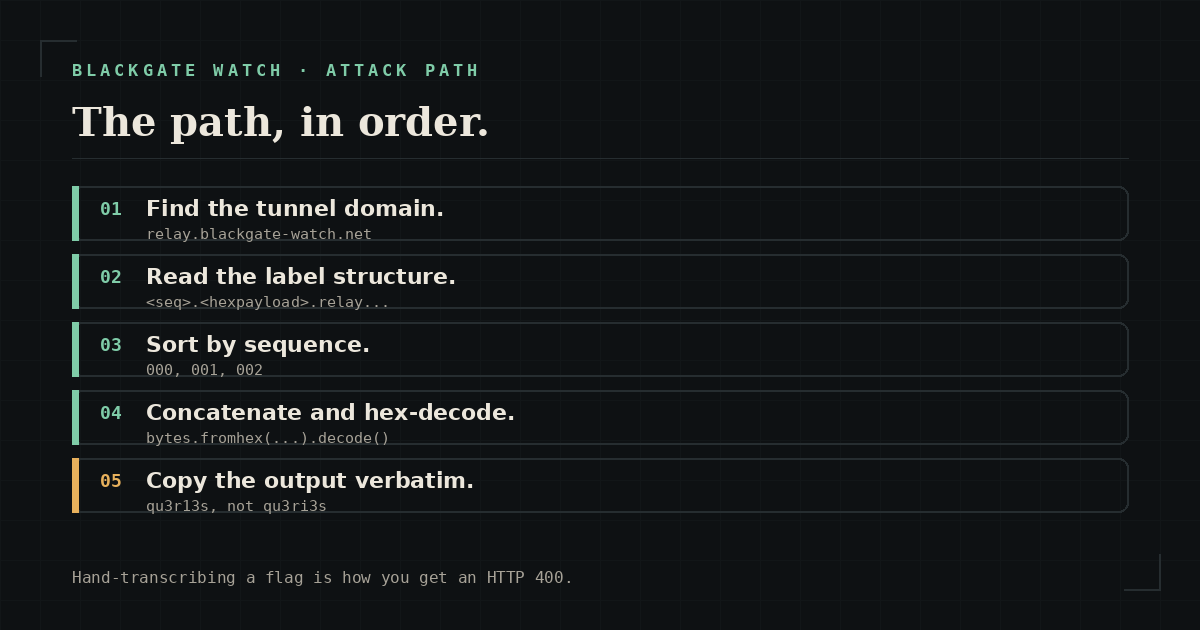 BLACKGATE WATCH · ATTACK PATH
The path, in order.
01 Find the tunnel domain.
relay.blackgate-watch.net
02 Read the label structure.
<seq>.<hexpayload>.relay...
03 Sort by sequence.
000, 001, 002
04 Concatenate and hex-decode.
bytes.fromhex(...).decode()
05 Copy the output verbatim.
qu3r13s, not qu3ri3s
Hand-transcribing a flag is how you get an HTTP 400.